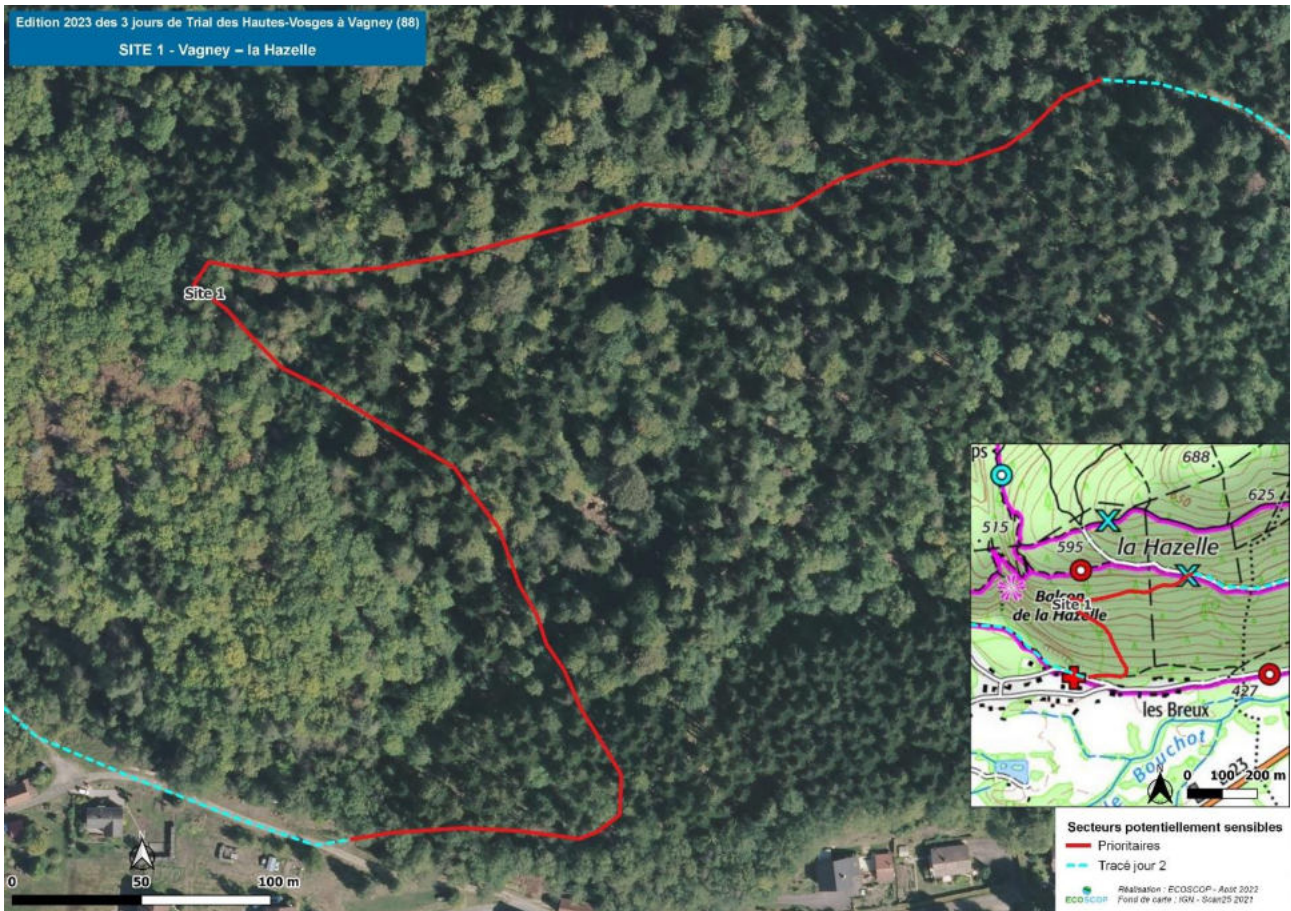 Edition 2023 des 3 jours de Trial des Hautes-Vosges à Vagney (88)
SITE 1 - Vagney – la Hazelle
Site 1
N
0 50 100 m
ps
688
650
625
515
595
la Hazelle
Balcon
Site 1
de la Hazelle
427
les Breux
Bouchot
de
N
0 100 200 m
Secteurs potentiellement sensibles
Prioritaires
Tracé jour 2
ECOSCOP
Réalisation : ECOSCOP - Août 2022
Fond de carte : IGN - Scan25 2021